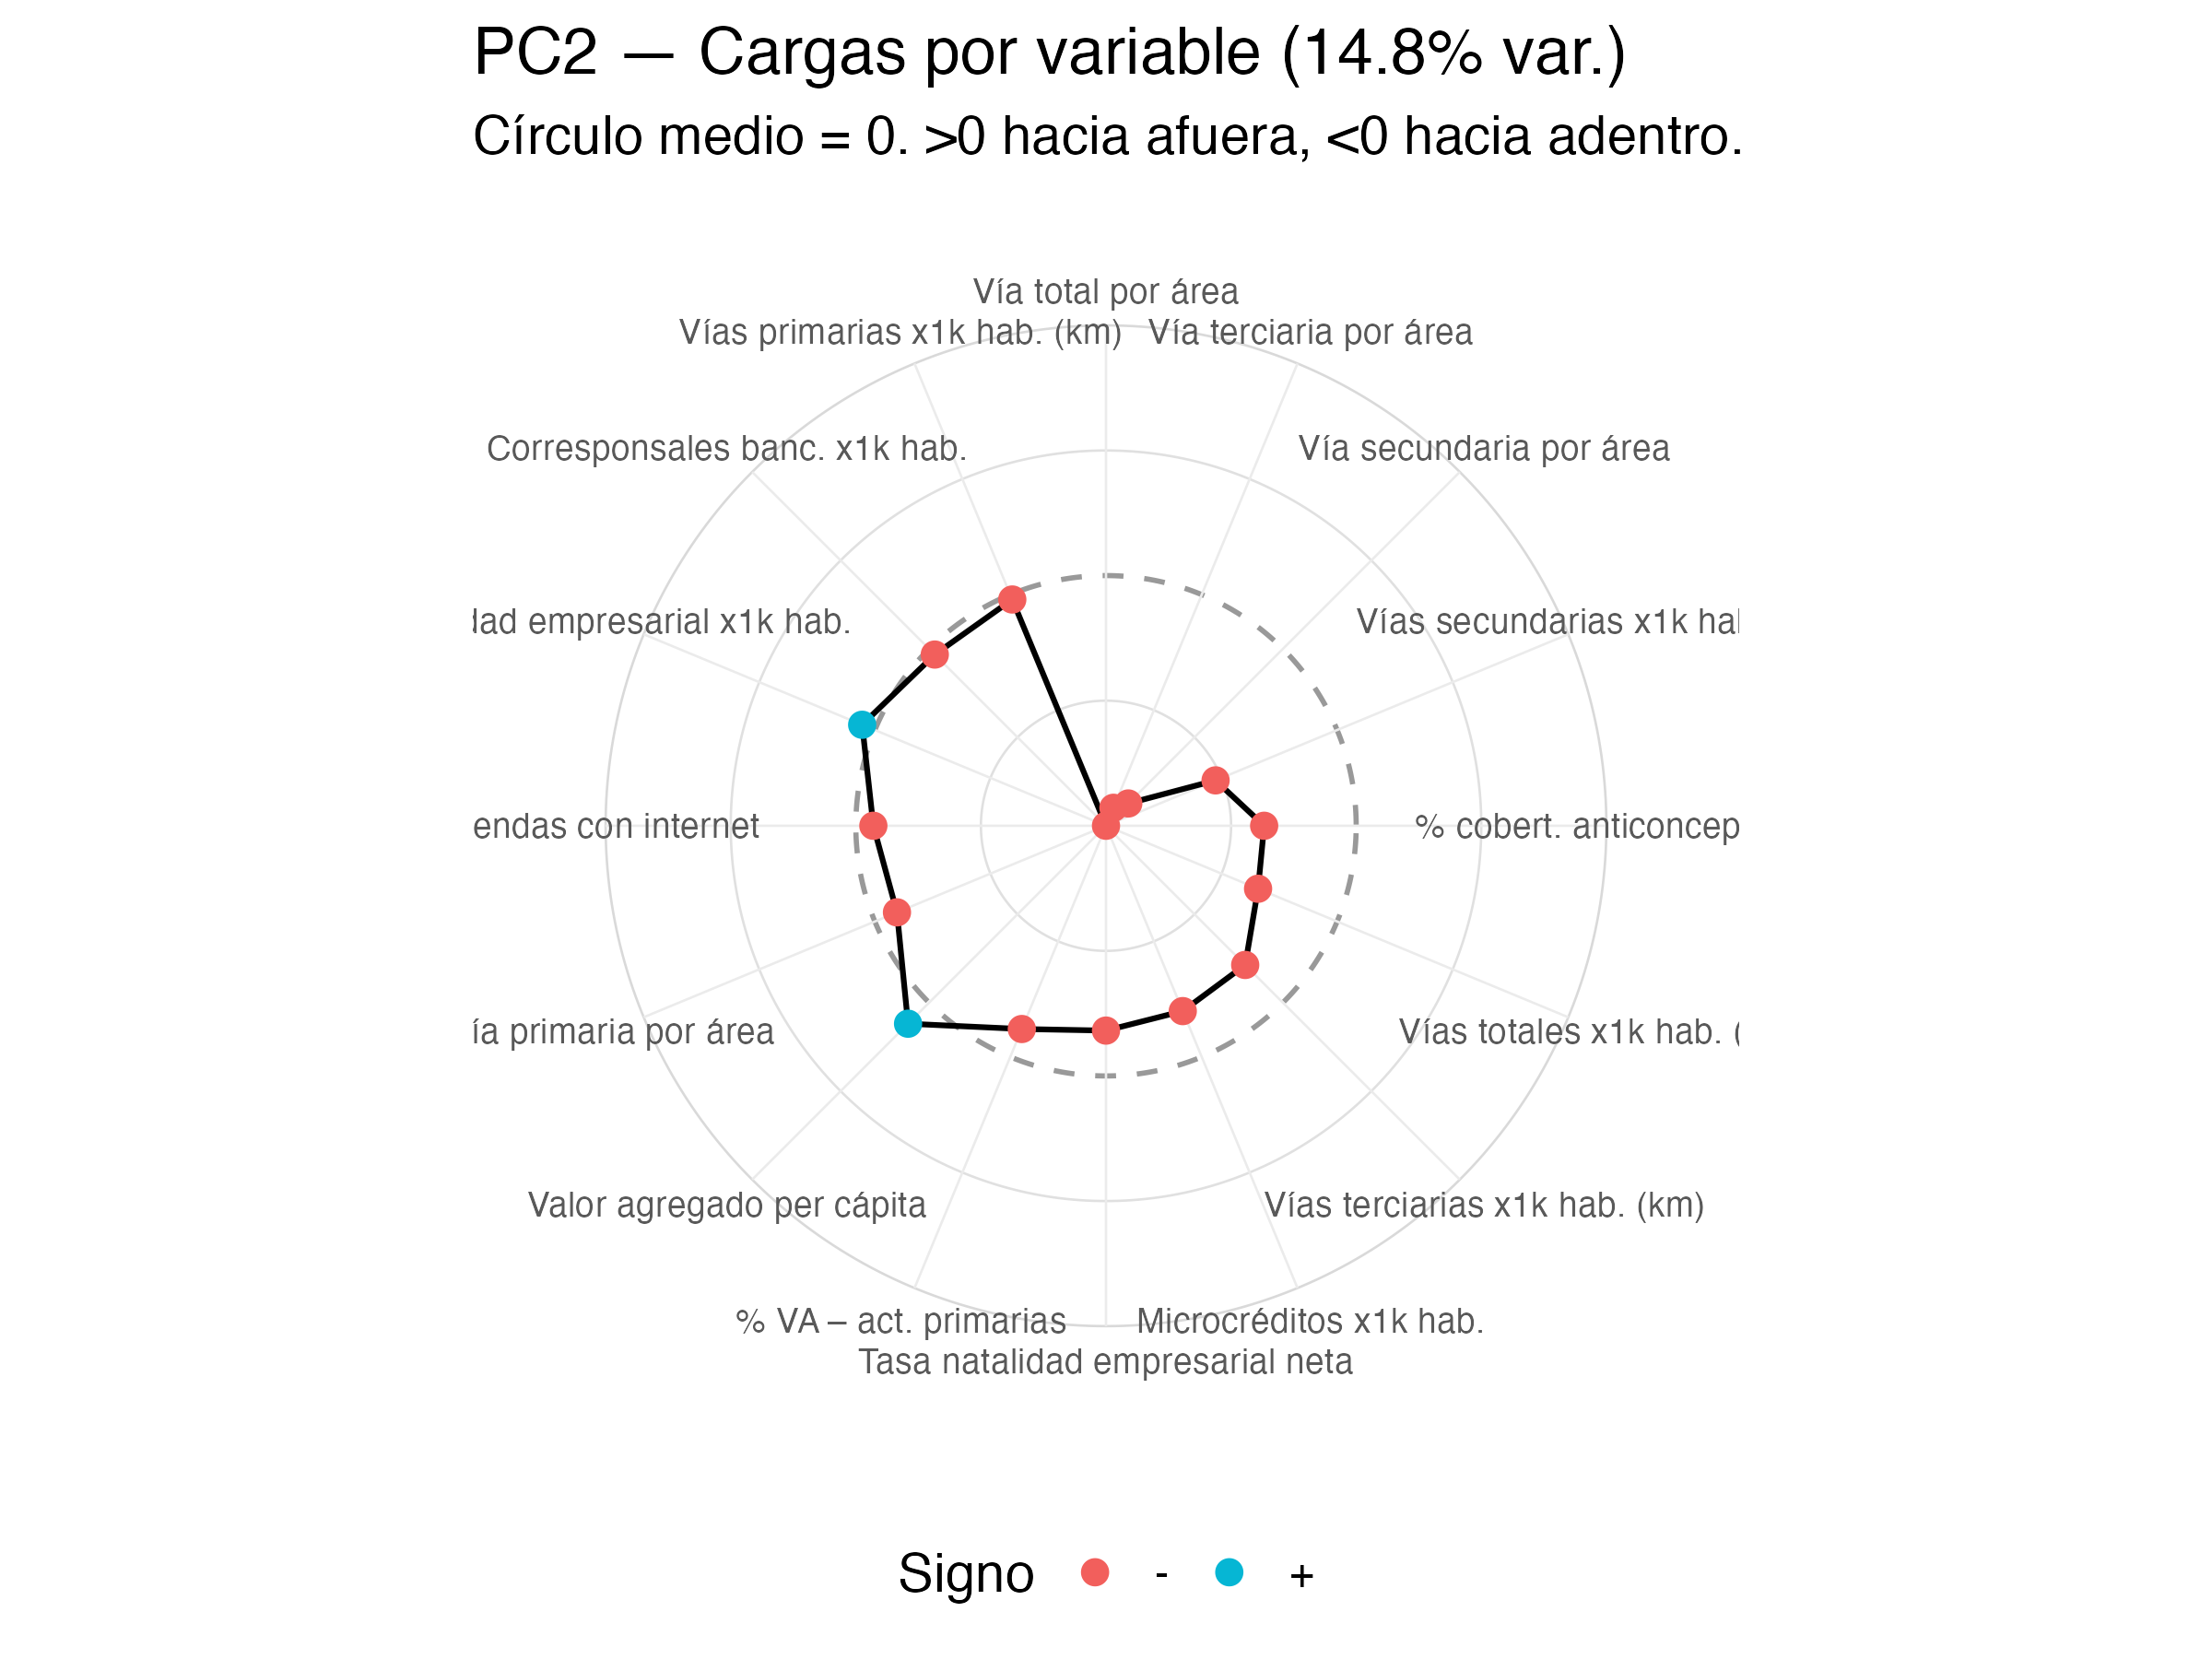 PC2 — Cargas por variable (14.8% var.)
Círculo medio = 0. >0 hacia afuera, <0 hacia adentro.
Vía total por área
Vías primarias x1k hab. (km)
Vía terciaria por área
Corresponsales banc. x1k hab.
Vía secundaria por área
dad empresarial x1k hab.
Vías secundarias x1k hab
endas con internet
% cobert. anticoncep
ía primaria por área
Vías totales x1k hab. (
Valor agregado per cápita
Vías terciarias x1k hab. (km)
% VA – act. primarias
Microcréditos x1k hab.
Tasa natalidad empresarial neta
Signo - +